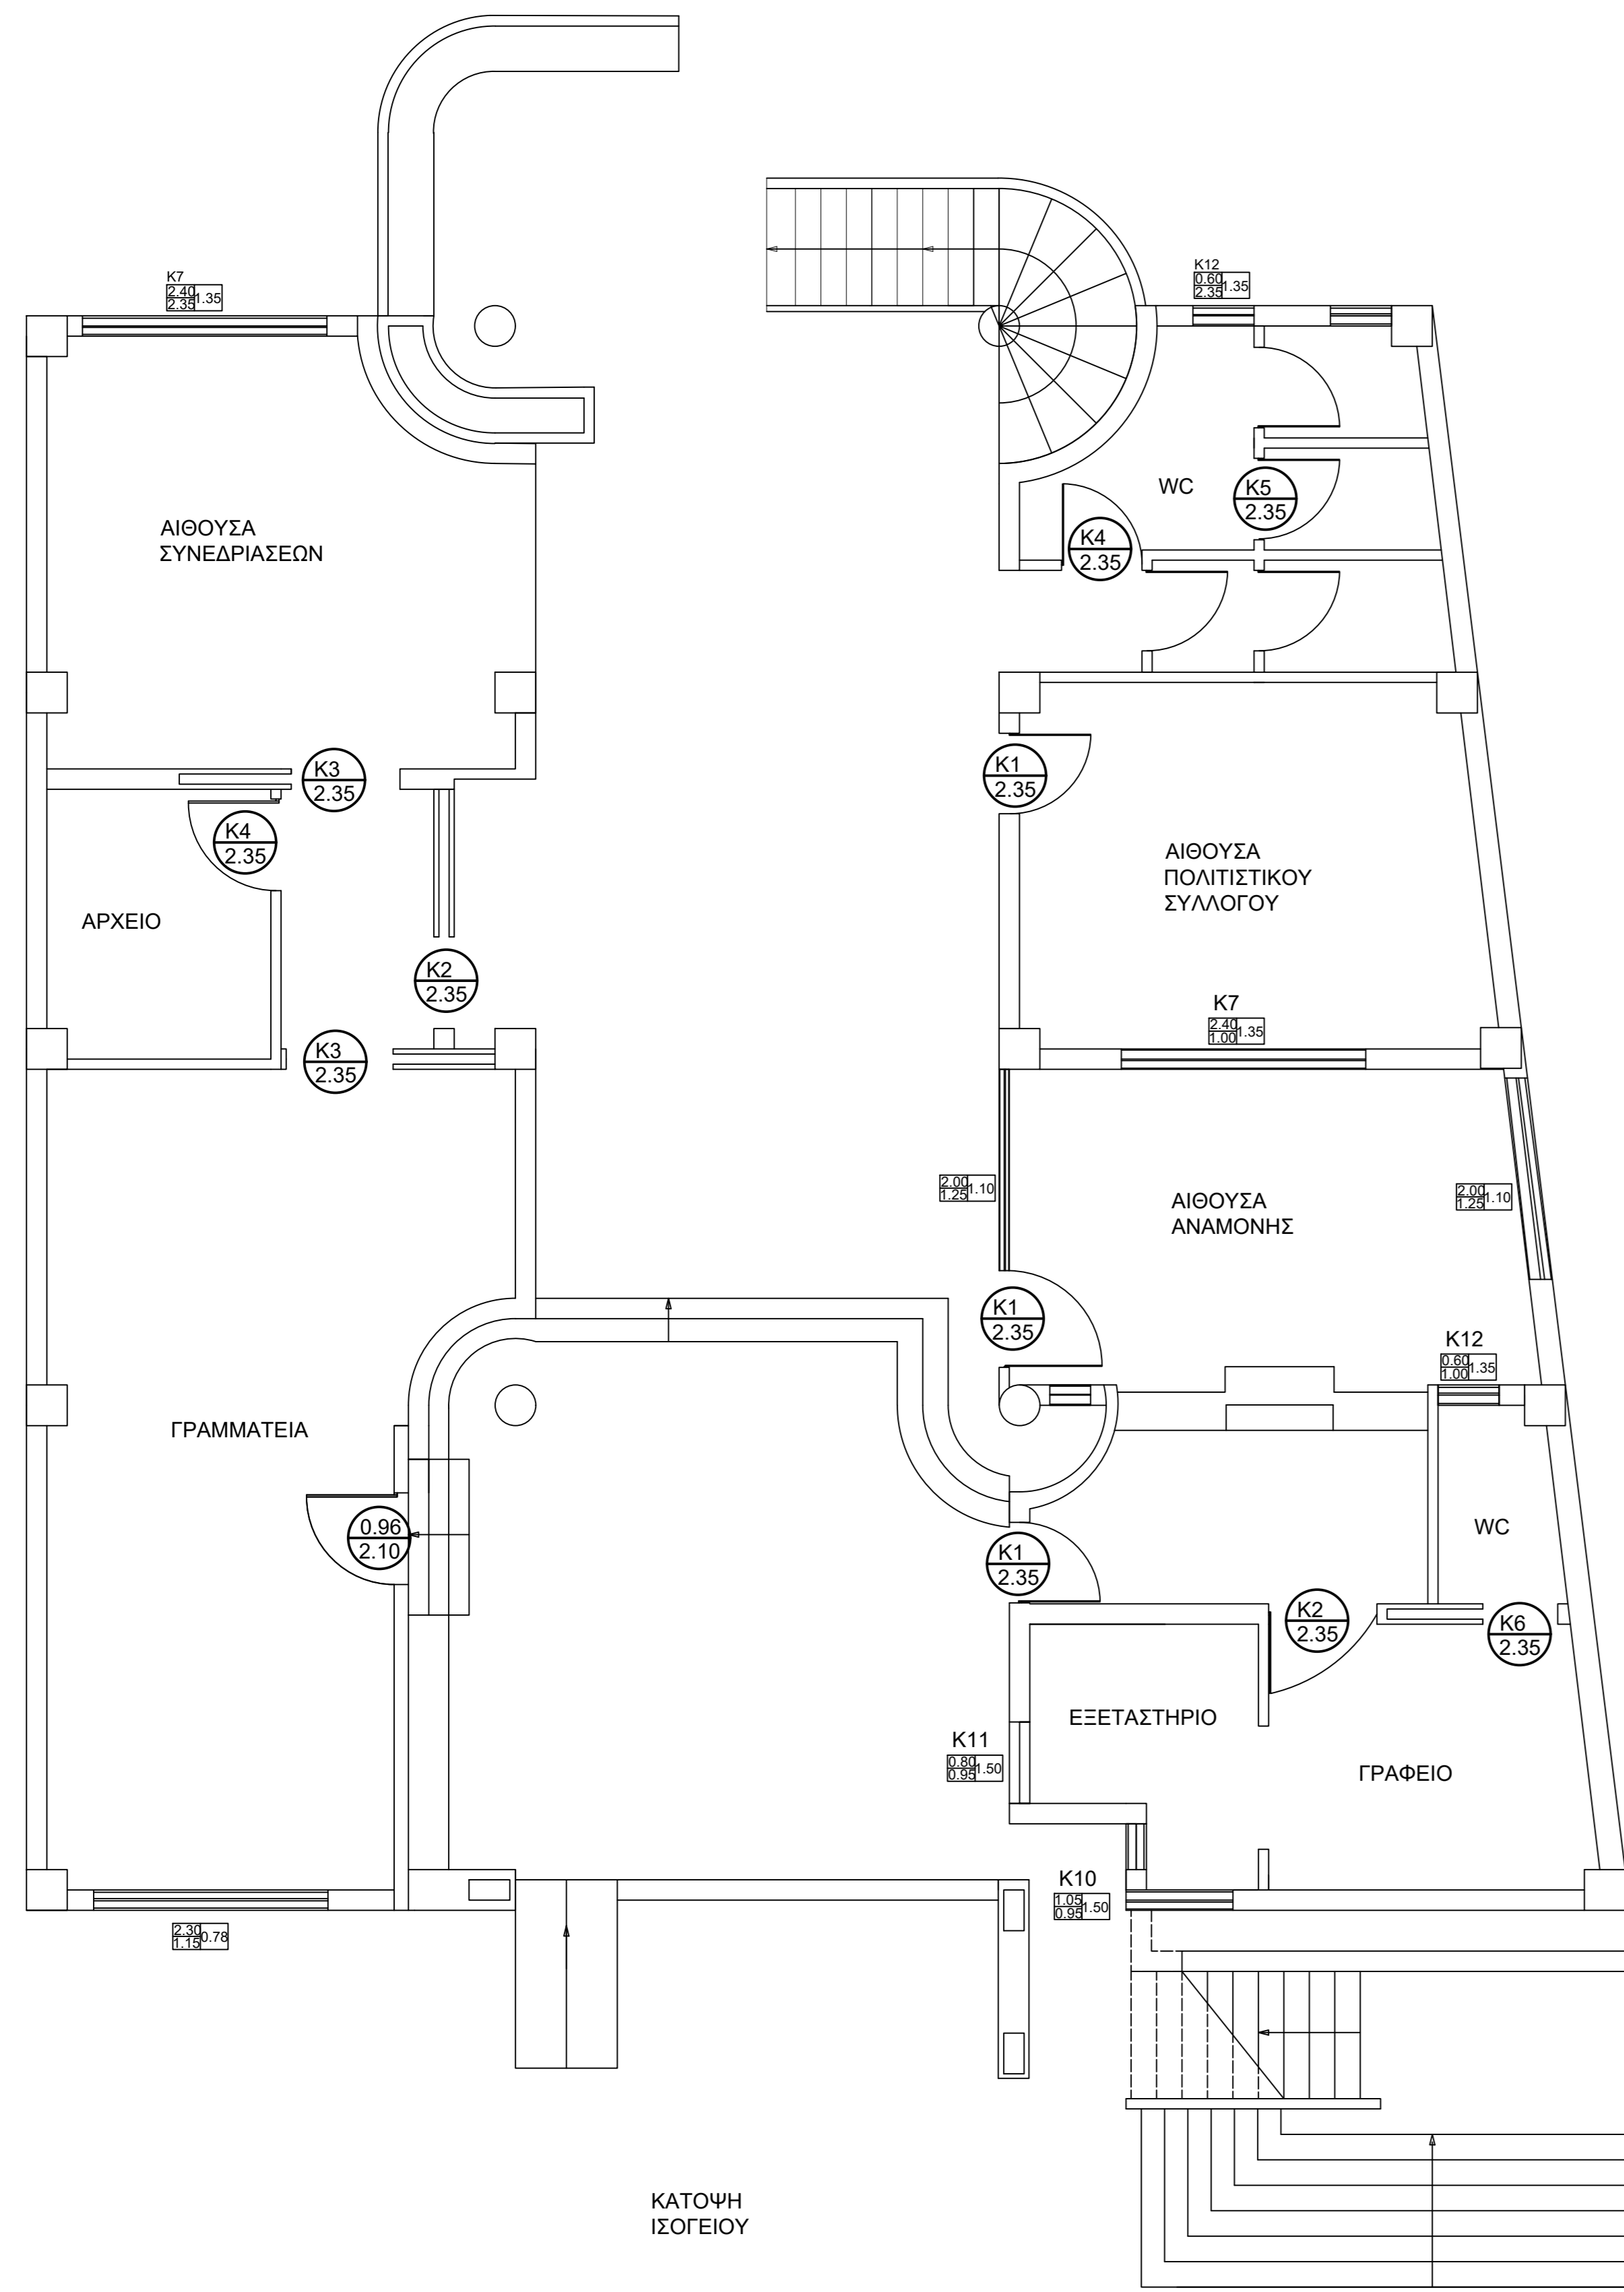 K7
2.40
2.35
1.35
K12
0.60
2.35
1.35
ΑΙΘΟΥΣΑ
ΣΥΝΕΔΡΙΑΣΕΩΝ
WC
K5
2.35
K4
2.35
K3
2.35
K1
2.35
K4
2.35
ΑΙΘΟΥΣΑ
ΠΟΛΙΤΙΣΤΙΚΟΥ
ΣΥΛΛΟΓΟΥ
ΑΡΧΕΙΟ
K2
2.35
K7
2.40
1.00
1.35
K3
2.35
2.00
1.25
1.10
ΑΙΘΟΥΣΑ
ΑΝΑΜΟΝΗΣ
2.00
1.25
1.10
K1
2.35
K12
0.60
1.00
1.35
ΓΡΑΜΜΑΤΕΙΑ
0.96
2.10
WC
K1
2.35
K2
2.35
K6
2.35
ΕΞΕΤΑΣΤΗΡΙΟ
K11
0.80
0.95
1.50
ΓΡΑΦΕΙΟ
K10
1.05
0.95
1.50
2.30
1.15
0.78
ΚΑΤΟΨΗ
ΙΣΟΓΕΙΟΥ